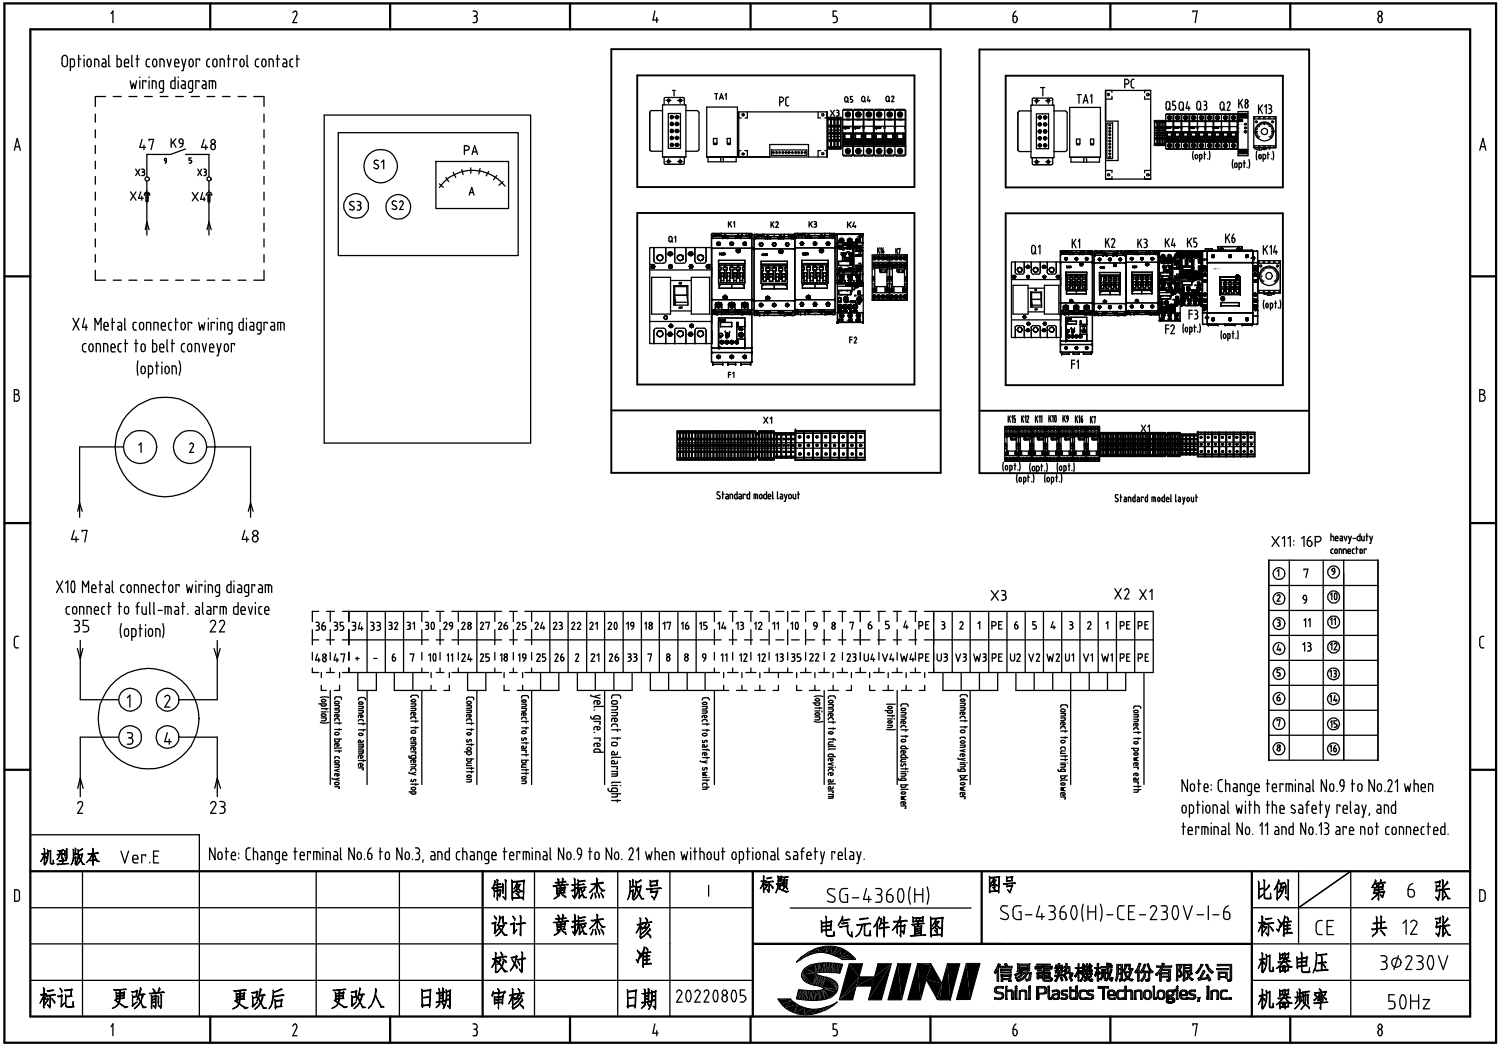 1 2 3 4 5 6 7 8
A
B
C
D
Optional belt conveyor control contact
wiring diagram
47 K9 48
9 5
X3 X3
X4 X4
X4 Metal connector wiring diagram
connect to belt conveyor
(option)
1 2
47 48
X10 Metal connector wiring diagram
connect to full-mat. alarm device
(option)
35 22
1 2
3 4
2 23
S1
S3 S2
PA
A
T TA1 PC X3 Q5 Q4 Q2
Q1 K1 K2 K3 K4 K16 K7
F2
F1
X1
Standard model layout
T TA1 PC Q5 Q4 Q3 Q2 K8 K13
(opt.) (opt.) (opt.)
Q1 K1 K2 K3 K4 K5 K6 K14
F3 F2 (opt.) (opt.) (opt.)
F1
K15 K12 K11 K10 K9 K16 K7
X1
(opt.) (opt.) (opt.)
(opt.) (opt.)
Standard model layout
X3 X2 X1
36 35 34 33 32 31 30 29 28 27 26 25 24 23 22 21 20 19 18 17 16 15 14 13 12 11 10 9 8 7 6 5 4 PE 3 2 1 PE 6 5 4 3 2 1 PE PE
48 47 + - 6 7 10 11 24 25 18 19 25 26 2 21 26 33 7 8 8 9 11 12 12 13 35 22 2 23 U4 V4 W4 PE U3 V3 W3 PE U2 V2 W2 U1 V1 W1 PE PE
Connect to belt conveyor
(option)
Connect to ammeter
Connect to emergency stop
Connect to stop button
Connect to start button
Connect to alarm light
yel. gre. red
Connect to safety switch
Connect to full device alarm
(option)
Connect to dedusting blower
(option)
Connect to conveying blower
Connect to cutting blower
Connect to power earth
X11: 16P heavy-duty
connector
1 7 9
2 9 10
3 11 11
4 13 12
5 13
6 14
7 15
8 16
Note: Change terminal No.9 to No.21 when
optional with the safety relay, and
terminal No. 11 and No.13 are not connected.
机型版本 Ver.E
Note: Change terminal No.6 to No.3, and change terminal No.9 to No. 21 when without optional safety relay.
制图 黄振杰 版号 I
设计 黄振杰 核准
校对
标记 更改前 更改后 更改人 日期 审核 日期 20220805
标题 SG-4360(H)
电气元件布置图
图号
SG-4360(H)-CE-230V-I-6
比例 第 6 张
标准 CE 共 12 张
机器电压 3Φ230V
机器频率 50Hz
SHINI 信易電熱機械股份有限公司
Shini Plastics Technologies, Inc.
A
B
C
D
1 2 3 4 5 6 7 8